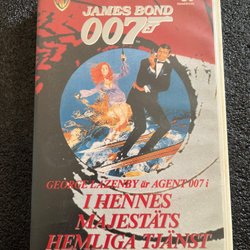 JAMES BOND
007
GEORGE LAZENBY är AGENT 007 i
I HENNES
MAJESTÄTS
HEMLIGA TJÄNST